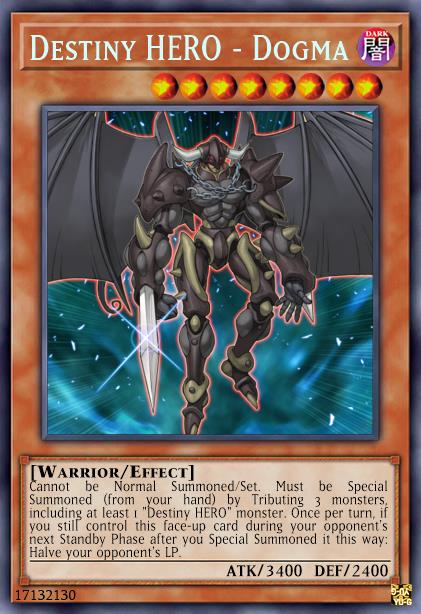 Destiny HERO - Dogma
DARK
闇
[Warrior/Effect]
Cannot be Normal Summoned/Set. Must be Special
Summoned (from your hand) by Tributing 3 monsters,
including at least 1 "Destiny HERO" monster. Once per turn, if
you still control this face-up card during your opponent's
next Standby Phase after you Special Summoned it this way:
Halve your opponent's LP.
ATK/3400 DEF/2400
17132130